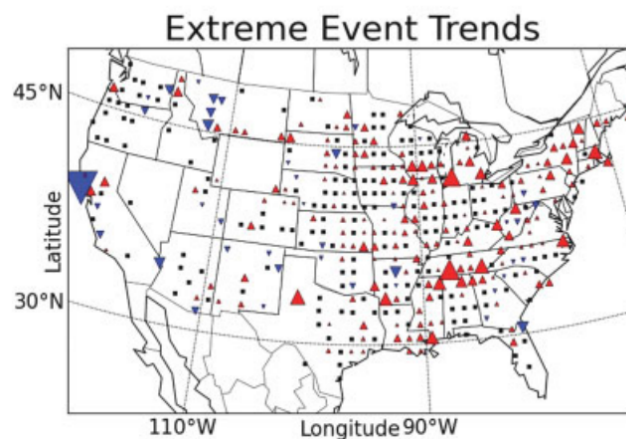 Extreme Event Trends
45°N
Latitude
30°N
110°W
Longitude
90°W